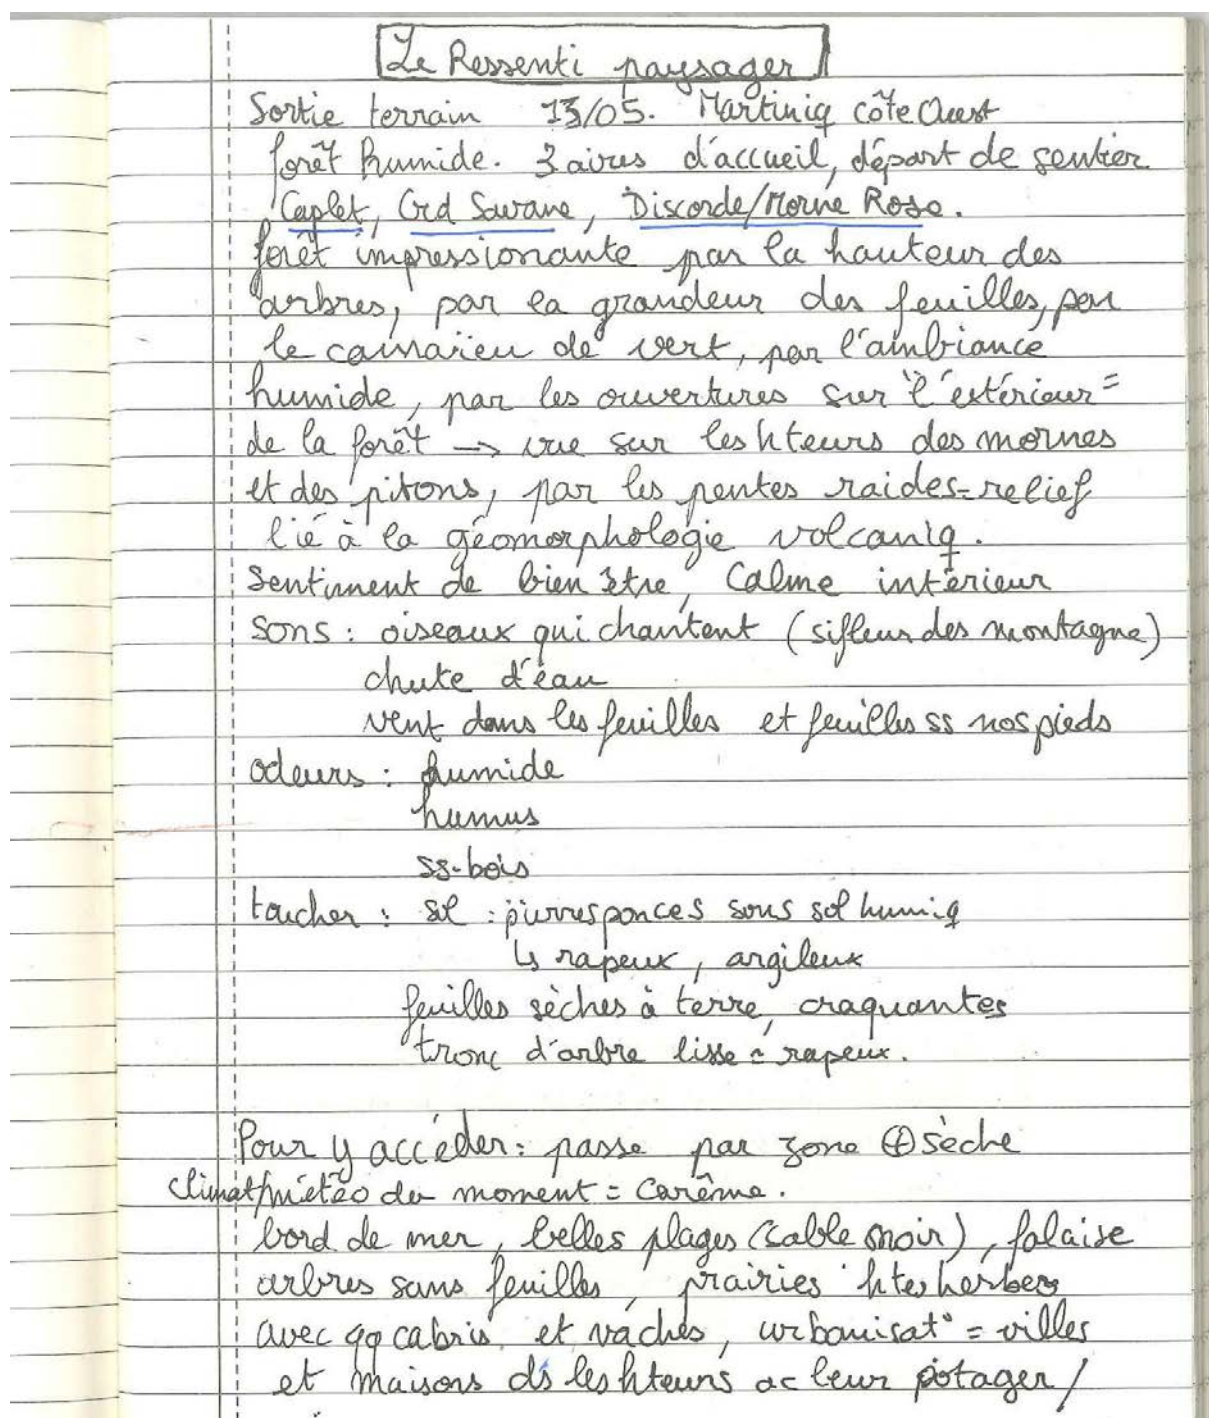 Le Ressenti paysager
Sortie terrain 13/05. Martiniq côte Ouest
forêt humide. 3 aires d'accueil, départ de sentier
Caplet, Grd Savane, Discorde/Morne Rose.
forêt impressionante par la hauteur des
arbres, par la grandeur des feuilles, par
le camaïeu de vert, par l'ambiance
humide, par les ouvertures sur "l'extérieur"
de la forêt → vue sur les hteurs des mornes
et des pitons, par les pentes raides = relief
lié à la géomorphologie volcaniq.
Sentiment de bien être, Calme intérieur
Sons : oiseaux qui chantent (sifleur des montagne)
chute d'eau
vent dans les feuilles et feuilles ss nos pieds
odeurs : humide
humus
ss-bois
toucher : sol : pierres ponces sous sol humiq
↳ rapeux, argileux
feuilles sèches à terre, craquantes
tronc d'arbre lisse à rapeux.
Pour y accéder : passe par zone ⊕ sèche
climat/météo du moment = Carême.
bord de mer, belles plages (sable noir), falaise
arbres sans feuilles, prairies htes herbes
avec qq cabris et vaches, urbanisat° = villes
et maisons ds les hteurs ac leur potager/